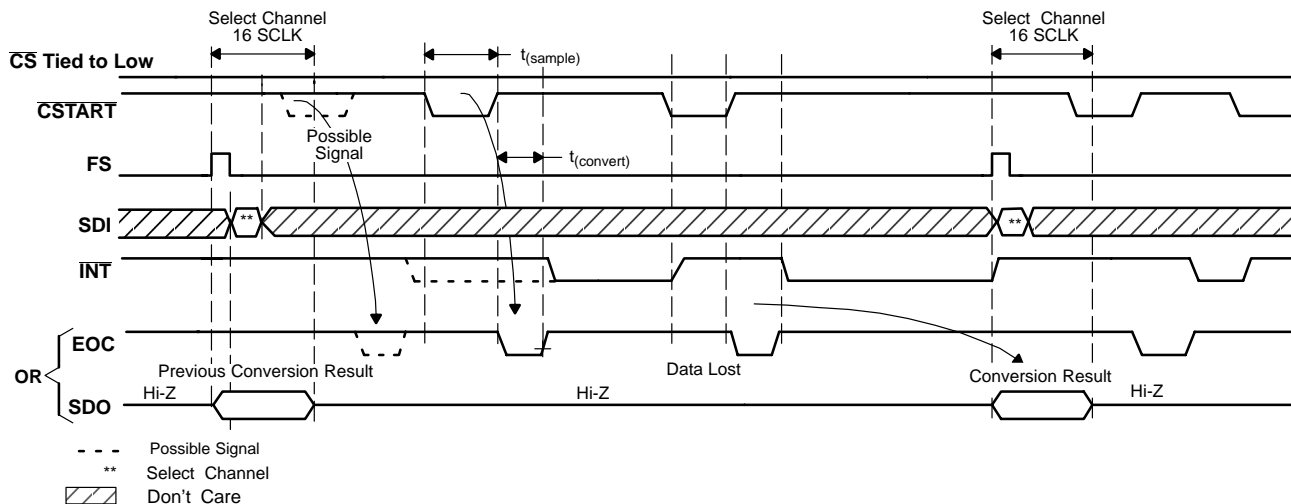 Select Channel
16 SCLK
Select Channel
16 SCLK
t(sample)
CS Tied to Low
CSTART
Possible
Signal
FS
t(convert)
SDI
**
**
INT
EOC
OR
Previous Conversion Result
Data Lost
Conversion Result
Hi-Z
Hi-Z
Hi-Z
SDO
Possible Signal
** Select Channel
Don't Care